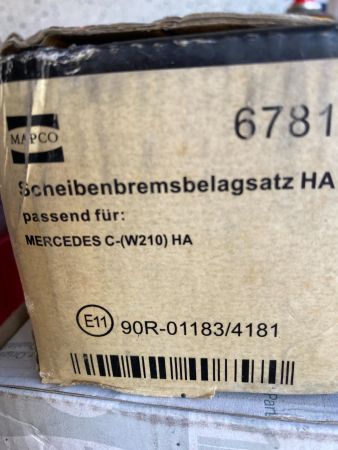 MAPCO
6781
Scheibenbremsbelagsatz HA
passend für:
MERCEDES C-(W210) HA
E11 90R-01183/4181